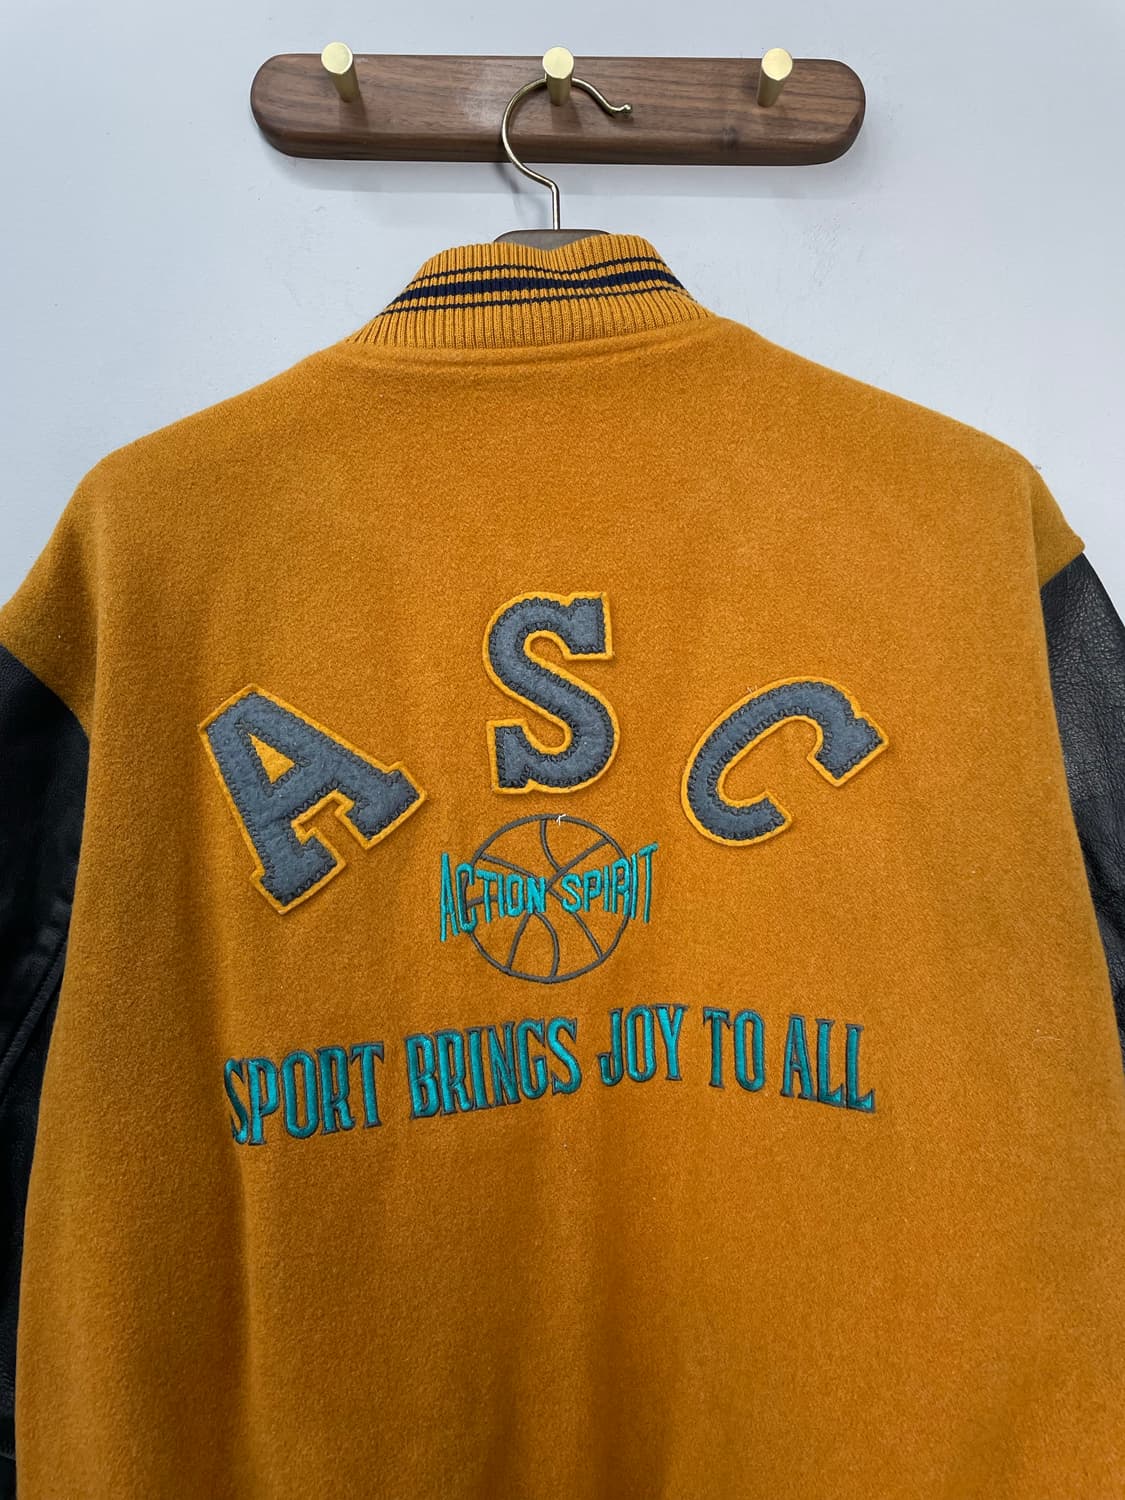 ASC
ACTION SPIRIT
SPORT BRINGS JOY TO ALL